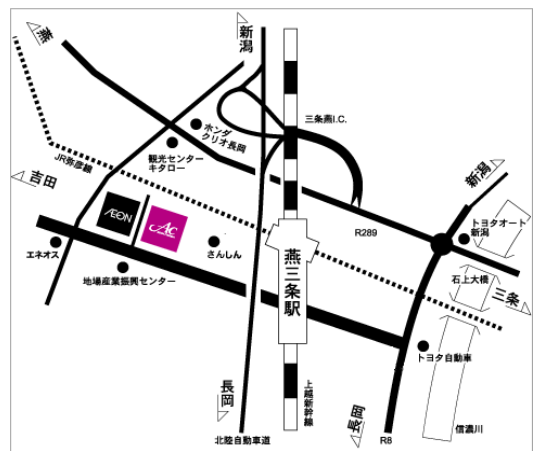 燕
新潟
三条燕I.C.
ホンダ
クリオ長岡
観光センター
キタロー
JR弥彦線
吉田
新潟
ÆON
Ac
R289
トヨタオート
新潟
エネオス
さんしん
燕三条駅
石上大橋
地場産業振興センター
三条
トヨタ自動車
長岡
上越新幹線
長岡
信濃川
北陸自動車道
R8